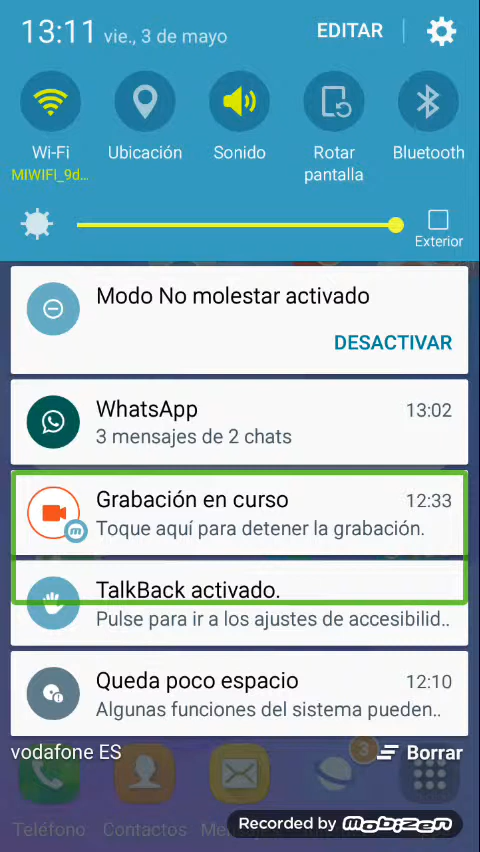 13:11 vie., 3 de mayo EDITAR
Wi-Fi Ubicación Sonido Rotar pantalla Bluetooth
MIWIFI_9d...
Exterior
Modo No molestar activado
DESACTIVAR
WhatsApp 13:02
3 mensajes de 2 chats
Grabación en curso 12:33
Toque aquí para detener la grabación.
TalkBack activado.
Pulse para ir a los ajustes de accesibilid..
Queda poco espacio 12:10
Algunas funciones del sistema pueden..
vodafone ES 3 Borrar
Teléfono Contactos
Recorded by mobizen